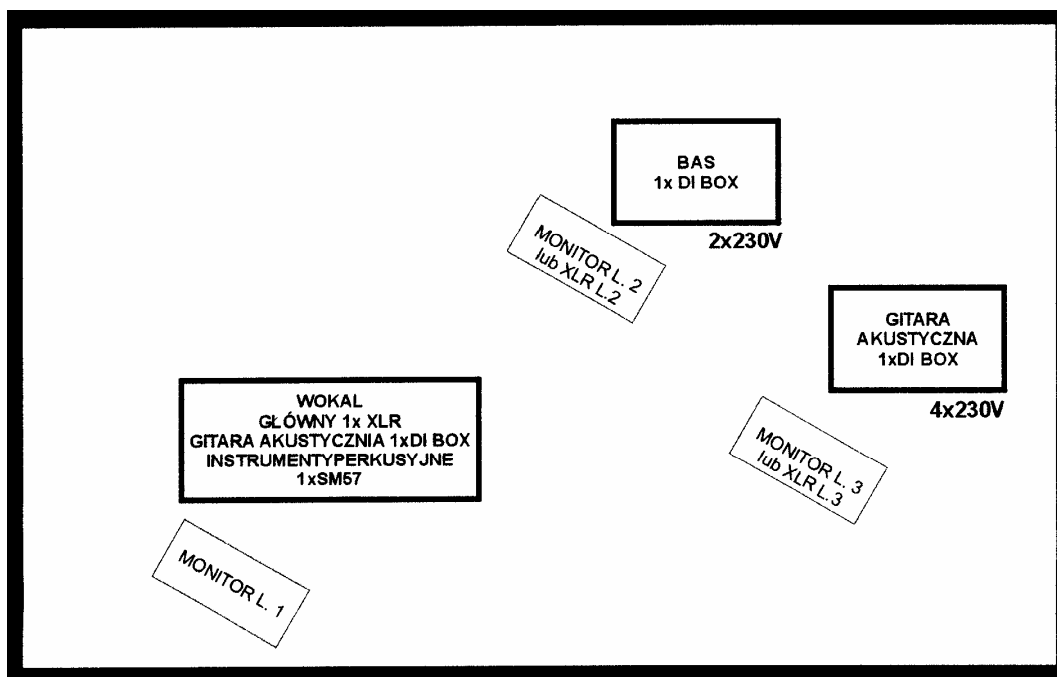 BAS
1x DI BOX
2x230V
MONITOR L. 2
lub XLR L.2
GITARA
AKUSTYCZNA
1xDI BOX
4x230V
WOKAL
GŁÓWNY 1x XLR
GITARA AKUSTYCZNIA 1xDI BOX
INSTRUMENTYPERKUSYJNE
1xSM57
MONITOR L. 3
lub XLR L.3
MONITOR L. 1